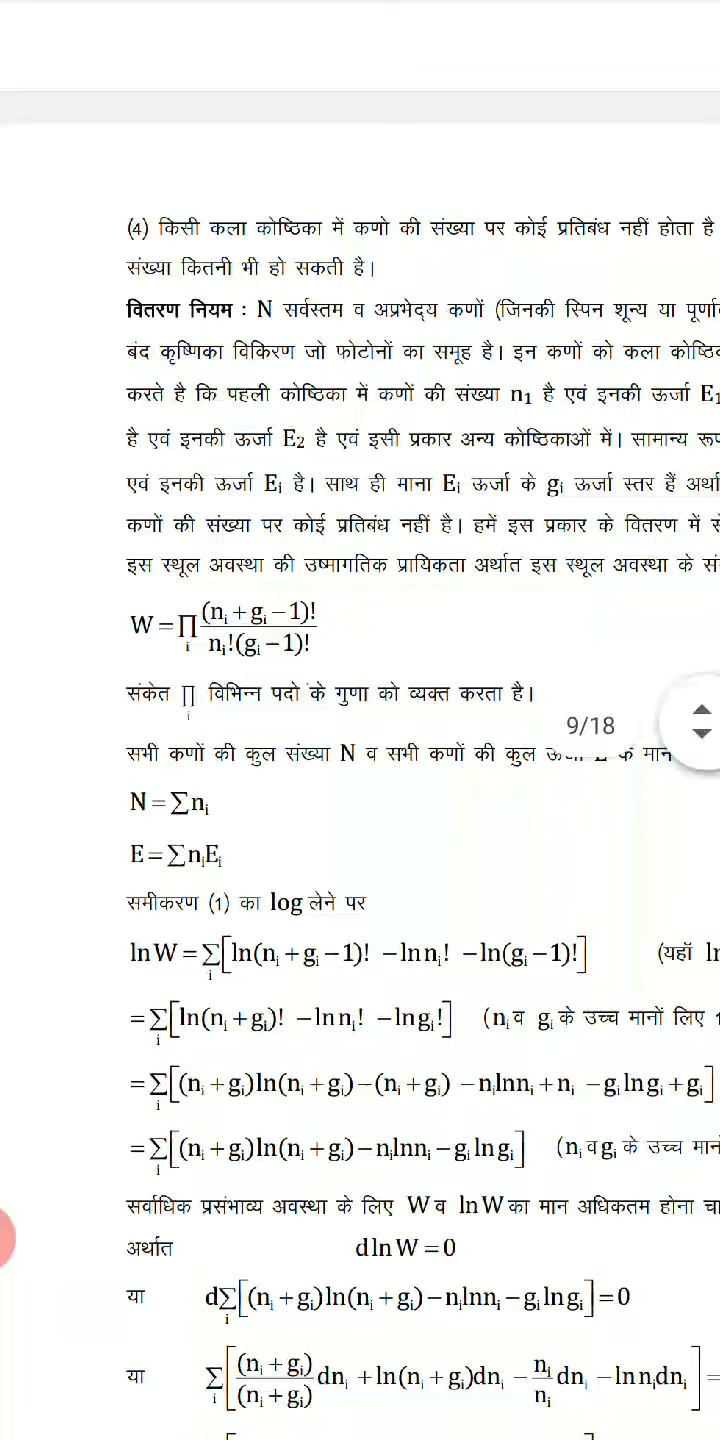 (4) किसी कला कोष्ठिका में कणो की संख्या पर कोई प्रतिबंध नहीं होता है
संख्या कितनी भी हो सकती है।
वितरण नियम : N सर्वस्तम व अप्रभेद्य कणों (जिनकी स्पिन शून्य या
बंद कृष्णिका विकिरण जो फोटोनों का समूह है। इन कणों को कला
करते है कि पहली कोष्ठिका में कणों की संख्या n₁ है एवं इनकी ऊर्जा E₁
है एवं इनकी ऊर्जा E₂ है एवं इसी प्रकार अन्य कोष्ठिकाओं में। सामान्य
एवं इनकी ऊर्जा Eᵢ है। साथ ही माना Eᵢ ऊर्जा के gᵢ ऊर्जा स्तर हैं
कणों की संख्या पर कोई प्रतिबंध नहीं है। हमें इस प्रकार के वितरण में
इस स्थूल अवस्था की उष्मागतिक प्रायिकता अर्थात इस स्थूल अवस्था के
W = ∏ᵢ (nᵢ + gᵢ − 1)! / nᵢ!(gᵢ − 1)!
संकेत ∏ᵢ विभिन्न पदो के गुणा को व्यक्त करता है।
9/18
सभी कणों की कुल संख्या N व सभी कणों की कुल के मान
N = ∑nᵢ
E = ∑nᵢEᵢ
समीकरण (1) का log लेने पर
ln W = ∑ᵢ[ln(nᵢ + gᵢ − 1)! − ln nᵢ! − ln(gᵢ − 1)!] (यहॉ
= ∑ᵢ[ln(nᵢ + gᵢ)! − ln nᵢ! − ln gᵢ!] (nᵢ व gᵢ के उच्च मानों लिए
= ∑ᵢ[(nᵢ + gᵢ)ln(nᵢ + gᵢ) − (nᵢ + gᵢ) − nᵢlnnᵢ + nᵢ − gᵢ ln gᵢ + gᵢ]
= ∑ᵢ[(nᵢ + gᵢ)ln(nᵢ + gᵢ) − nᵢlnnᵢ − gᵢ ln gᵢ] (nᵢ व gᵢ के उच्च
सर्वाधिक प्रसंभाव्य अवस्था के लिए W व ln W का मान अधिकतम होना
अर्थात d ln W = 0
या d∑ᵢ[(nᵢ + gᵢ)ln(nᵢ + gᵢ) − nᵢlnnᵢ − gᵢ ln gᵢ] = 0
या ∑ᵢ[(nᵢ + gᵢ)/(nᵢ + gᵢ) dnᵢ + ln(nᵢ + gᵢ)dnᵢ − nᵢ/nᵢ dnᵢ − ln nᵢdnᵢ] =